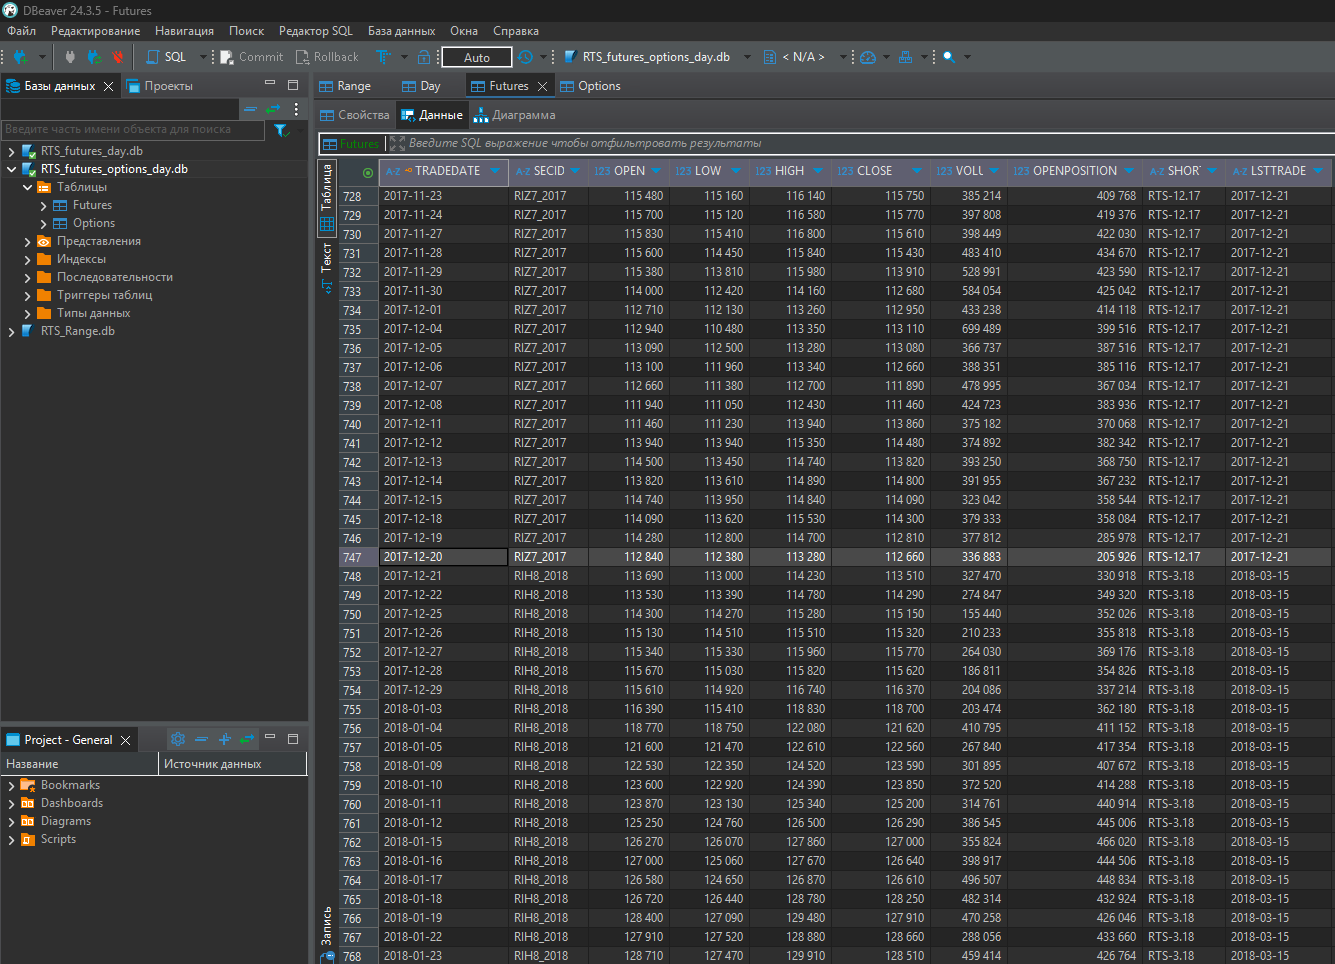 DBeaver 24.3.5 - Futures
Файл Редактирование Навигация Поиск Редактор SQL База данных Окна Справка
SQL Commit Rollback Auto RTS_futures_options_day.db < N/A >
Базы данных Проекты
Введите часть имени объекта для поиска
RTS_futures_day.db
RTS_futures_options_day.db
Таблицы
Futures
Options
Представления
Индексы
Последовательности
Триггеры таблиц
Типы данных
RTS_Range.db
Project - General
Название Источник данных
Bookmarks
Dashboards
Diagrams
Scripts
Range Day Futures Options
Свойства Данные Диаграмма
Futures Введите SQL выражение чтобы отфильтровать результаты
Таблица
Текст
Запись
A-Z TRADEDATE A-Z SECID 123 OPEN 123 LOW 123 HIGH 123 CLOSE 123 VOLU 123 OPENPOSITION A-Z SHOR A-Z LSTTRADE
728 2017-11-23 RIZ7_2017 115 480 115 160 116 140 115 750 385 214 409 768 RTS-12.17 2017-12-21
729 2017-11-24 RIZ7_2017 115 700 115 120 116 580 115 770 397 808 419 376 RTS-12.17 2017-12-21
730 2017-11-27 RIZ7_2017 115 830 115 410 116 800 115 610 398 449 422 030 RTS-12.17 2017-12-21
731 2017-11-28 RIZ7_2017 115 600 114 450 115 840 115 430 483 410 434 670 RTS-12.17 2017-12-21
732 2017-11-29 RIZ7_2017 115 380 113 810 115 980 113 910 528 991 423 590 RTS-12.17 2017-12-21
733 2017-11-30 RIZ7_2017 114 000 112 420 114 160 112 680 584 054 425 042 RTS-12.17 2017-12-21
734 2017-12-01 RIZ7_2017 112 710 112 130 113 260 112 950 433 238 414 118 RTS-12.17 2017-12-21
735 2017-12-04 RIZ7_2017 112 940 110 480 113 350 113 110 699 489 399 516 RTS-12.17 2017-12-21
736 2017-12-05 RIZ7_2017 113 090 112 500 113 280 113 080 366 737 387 516 RTS-12.17 2017-12-21
737 2017-12-06 RIZ7_2017 113 100 111 960 113 340 112 660 388 351 385 116 RTS-12.17 2017-12-21
738 2017-12-07 RIZ7_2017 112 660 111 380 112 700 111 890 478 995 367 034 RTS-12.17 2017-12-21
739 2017-12-08 RIZ7_2017 111 940 111 050 112 430 111 460 424 723 383 936 RTS-12.17 2017-12-21
740 2017-12-11 RIZ7_2017 111 460 111 230 113 940 113 860 375 182 370 068 RTS-12.17 2017-12-21
741 2017-12-12 RIZ7_2017 113 940 113 940 115 350 114 480 374 892 382 342 RTS-12.17 2017-12-21
742 2017-12-13 RIZ7_2017 114 500 113 450 114 740 113 820 393 250 368 750 RTS-12.17 2017-12-21
743 2017-12-14 RIZ7_2017 113 820 113 610 114 890 114 800 391 955 367 232 RTS-12.17 2017-12-21
744 2017-12-15 RIZ7_2017 114 740 113 950 114 840 114 090 323 042 358 544 RTS-12.17 2017-12-21
745 2017-12-18 RIZ7_2017 114 090 113 620 115 530 114 300 379 333 358 084 RTS-12.17 2017-12-21
746 2017-12-19 RIZ7_2017 114 280 112 800 114 700 112 810 377 812 285 978 RTS-12.17 2017-12-21
747 2017-12-20 RIZ7_2017 112 840 112 380 113 280 112 660 336 883 205 926 RTS-12.17 2017-12-21
748 2017-12-21 RIH8_2018 113 690 113 000 114 230 113 510 327 470 330 918 RTS-3.18 2018-03-15
749 2017-12-22 RIH8_2018 113 530 113 390 114 780 114 290 274 847 349 320 RTS-3.18 2018-03-15
750 2017-12-25 RIH8_2018 114 300 114 270 115 280 115 150 155 440 352 026 RTS-3.18 2018-03-15
751 2017-12-26 RIH8_2018 115 130 114 510 115 510 115 320 210 233 355 818 RTS-3.18 2018-03-15
752 2017-12-27 RIH8_2018 115 340 115 330 115 960 115 770 264 030 369 176 RTS-3.18 2018-03-15
753 2017-12-28 RIH8_2018 115 670 115 030 115 820 115 620 186 811 354 826 RTS-3.18 2018-03-15
754 2017-12-29 RIH8_2018 115 610 114 920 116 740 116 370 204 086 337 214 RTS-3.18 2018-03-15
755 2018-01-03 RIH8_2018 116 390 115 410 118 830 118 700 203 474 362 180 RTS-3.18 2018-03-15
756 2018-01-04 RIH8_2018 118 770 118 750 122 080 121 620 410 795 411 152 RTS-3.18 2018-03-15
757 2018-01-05 RIH8_2018 121 600 121 470 122 610 122 560 267 840 417 354 RTS-3.18 2018-03-15
758 2018-01-09 RIH8_2018 122 530 122 350 124 520 123 590 301 895 407 672 RTS-3.18 2018-03-15
759 2018-01-10 RIH8_2018 123 600 122 920 124 390 123 850 372 520 414 288 RTS-3.18 2018-03-15
760 2018-01-11 RIH8_2018 123 870 123 130 125 340 125 200 314 761 440 914 RTS-3.18 2018-03-15
761 2018-01-12 RIH8_2018 125 250 124 760 126 500 126 290 386 545 445 006 RTS-3.18 2018-03-15
762 2018-01-15 RIH8_2018 126 270 126 070 127 860 127 000 355 824 466 020 RTS-3.18 2018-03-15
763 2018-01-16 RIH8_2018 127 000 125 060 127 670 126 640 398 917 444 506 RTS-3.18 2018-03-15
764 2018-01-17 RIH8_2018 126 580 124 650 126 870 126 610 496 507 448 834 RTS-3.18 2018-03-15
765 2018-01-18 RIH8_2018 126 720 126 440 128 780 128 250 482 314 432 924 RTS-3.18 2018-03-15
766 2018-01-19 RIH8_2018 128 400 127 090 129 480 127 910 470 258 426 046 RTS-3.18 2018-03-15
767 2018-01-22 RIH8_2018 127 910 127 520 128 880 128 660 288 056 433 660 RTS-3.18 2018-03-15
768 2018-01-23 RIH8_2018 128 710 127 470 129 910 128 510 459 414 426 764 RTS-3.18 2018-03-15